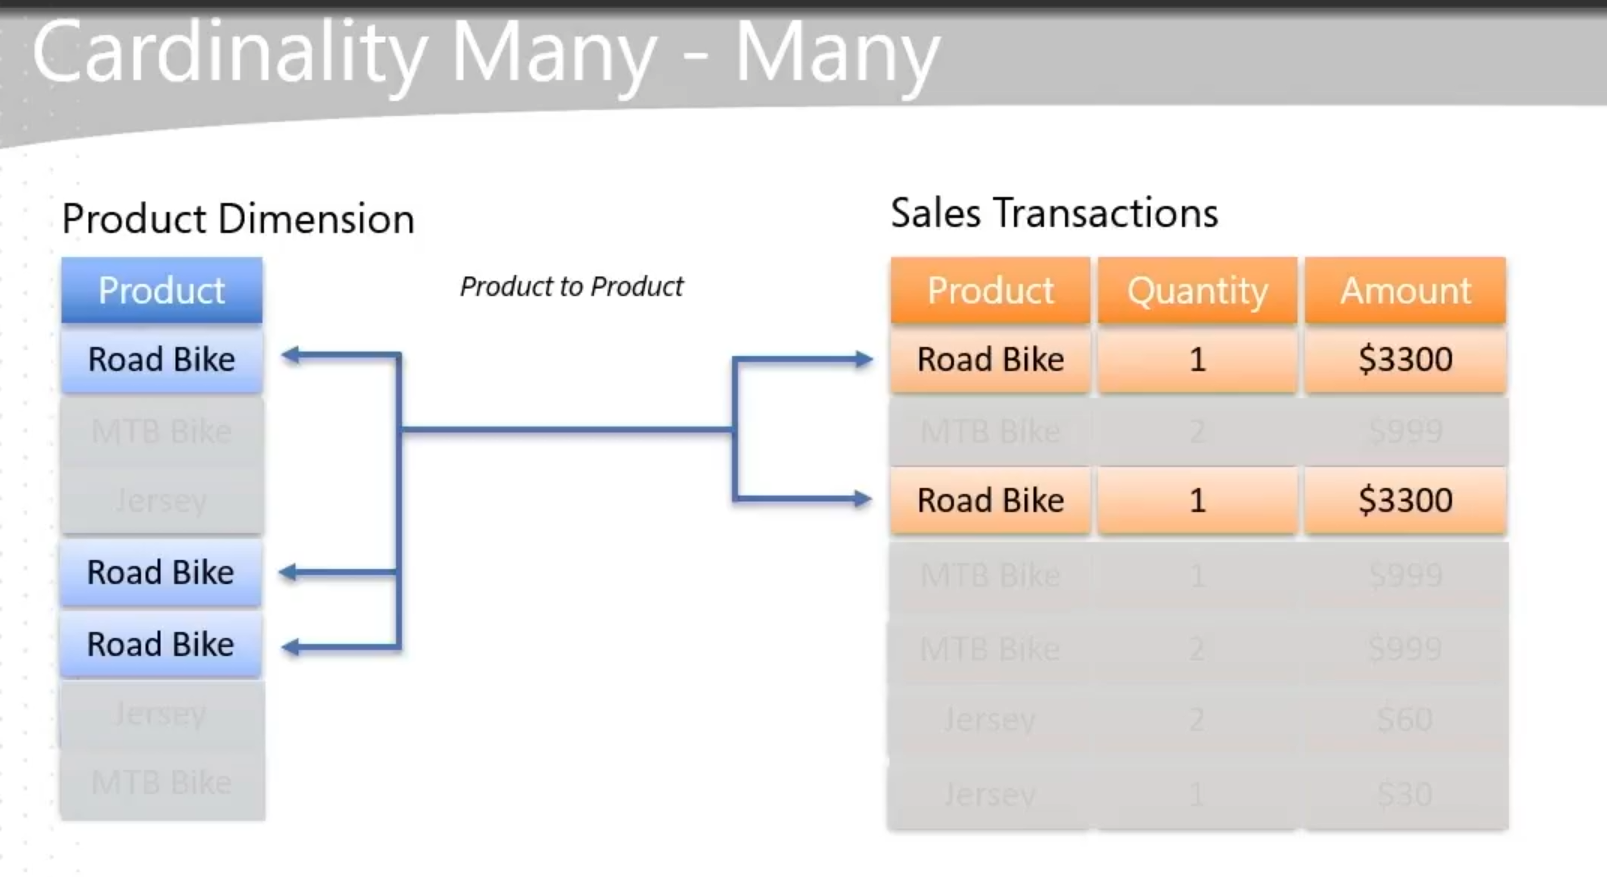 Cardinality Many - Many
Product Dimension
Sales Transactions
Product to Product
Product
Road Bike
MTB Bike
Jersey
Road Bike
Road Bike
Jersey
MTB Bike
Product Quantity Amount
Road Bike 1 $3300
MTB Bike 2 $999
Road Bike 1 $3300
MTB Bike 1 $999
MTB Bike 2 $999
Jersey 2 $60
Jersey 1 $30